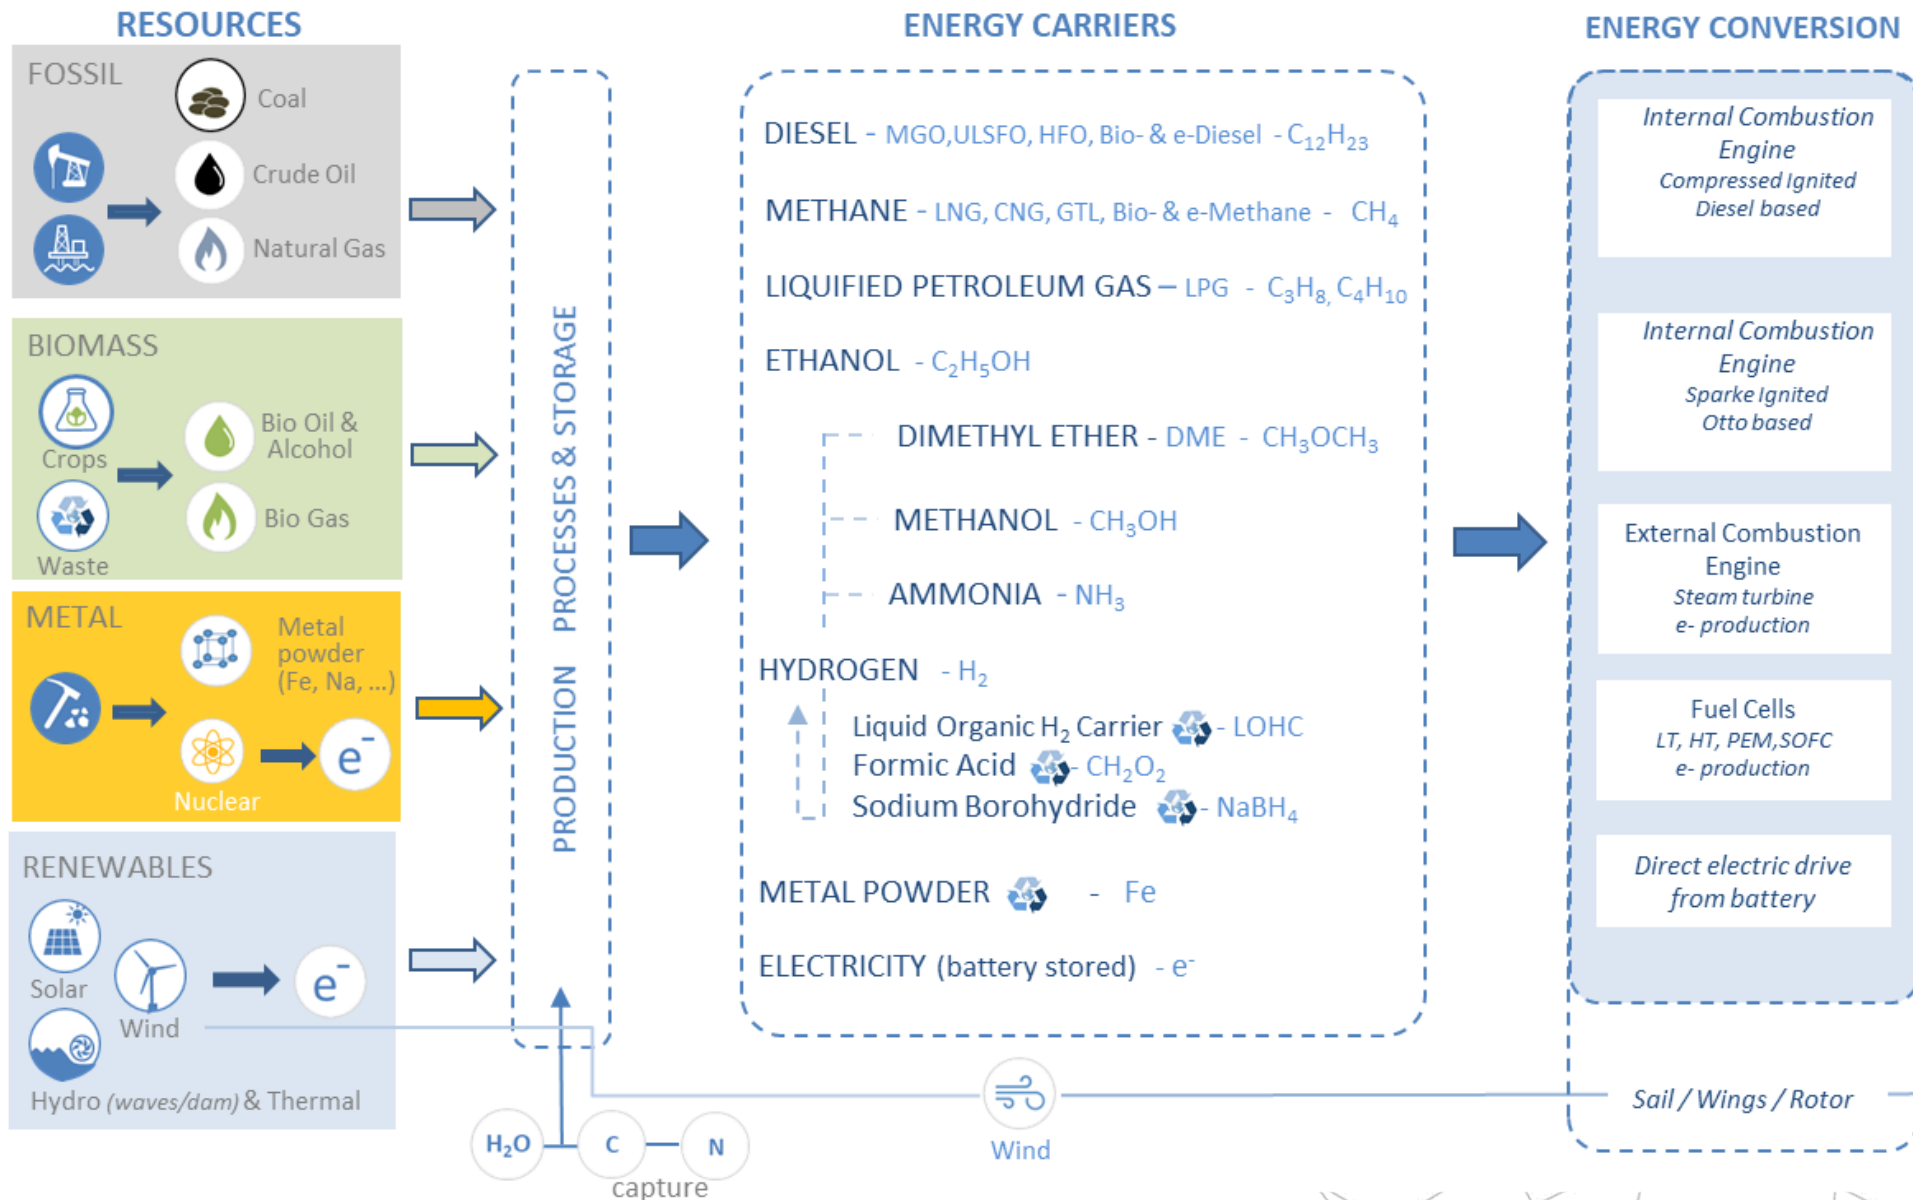 RESOURCES
FOSSIL
Coal
Crude Oil
Natural Gas
BIOMASS
Crops
Waste
Bio Oil &
Alcohol
Bio Gas
METAL
Metal
powder
(Fe, Na, ...)
Nuclear
e⁻
RENEWABLES
Solar
Wind
e⁻
Hydro (waves/dam) & Thermal
PRODUCTION PROCESSES & STORAGE
H₂O
C
N
capture
ENERGY CARRIERS
DIESEL - MGO,ULSFO, HFO, Bio- & e-Diesel - C₁₂H₂₃
METHANE - LNG, CNG, GTL, Bio- & e-Methane - CH₄
LIQUIFIED PETROLEUM GAS – LPG - C₃H₈, C₄H₁₀
ETHANOL - C₂H₅OH
DIMETHYL ETHER - DME - CH₃OCH₃
METHANOL - CH₃OH
AMMONIA - NH₃
HYDROGEN - H₂
Liquid Organic H₂ Carrier - LOHC
Formic Acid - CH₂O₂
Sodium Borohydride - NaBH₄
METAL POWDER - Fe
ELECTRICITY (battery stored) - e⁻
Wind
ENERGY CONVERSION
Internal Combustion
Engine
Compressed Ignited
Diesel based
Internal Combustion
Engine
Sparke Ignited
Otto based
External Combustion
Engine
Steam turbine
e- production
Fuel Cells
LT, HT, PEM,SOFC
e- production
Direct electric drive
from battery
Sail / Wings / Rotor